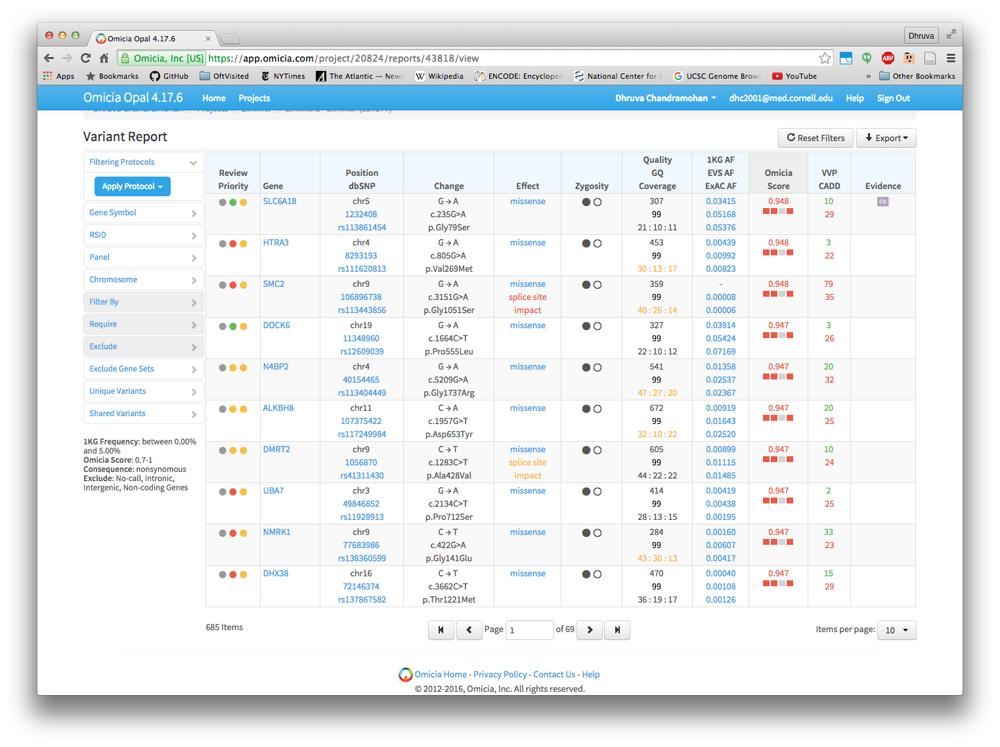 Omicia Opal 4.17.6
Dhruva
Omicia, Inc [US] https://app.omicia.com/project/20824/reports/43818/view
ABP
Apps Bookmarks GitHub OftVisited NYTimes The Atlantic — News Wikipedia ENCODE: Encycloped National Center for B UCSC Genome Brows YouTube » Other Bookmarks
Omicia Opal 4.17.6 Home Projects Dhruva Chandramohan dhc2001@med.cornell.edu Help Sign Out
Dhruva Chandramohan / Projects / Zimmer /
Variant Report Reset Filters Export
Filtering Protocols
Apply Protocol
Gene Symbol
RSID
Panel
Chromosome
Filter By
Require
Exclude
Exclude Gene Sets
Unique Variants
Shared Variants
1KG Frequency: between 0.00%
and 5.00%
Omicia Score: 0.7-1
Consequence: nonsynomous
Exclude: No-call, Intronic,
Intergenic, Non-coding Genes
Quality 1KG AF
Review Position GQ EVS AF Omicia VVP
Priority Gene dbSNP Change Effect Zygosity Coverage ExAC AF Score CADD Evidence
SLC6A18 chr5 G → A missense 307 0.03415 0.948 10 CV
1232408 c.235G>A 99 0.05168 29
rs113861454 p.Gly79Ser 21 : 10 : 11 0.05376
HTRA3 chr4 G → A missense 453 0.00439 0.948 3
8293193 c.805G>A 99 0.00992 22
rs111620813 p.Val269Met 30 : 13 : 17 0.00823
SMC2 chr9 G → A missense 359 - 0.948 79
106896738 c.3151G>A splice site 99 0.00008 35
rs113443856 p.Gly1051Ser impact 40 : 26 : 14 0.00006
DOCK6 chr19 G → A missense 327 0.03914 0.947 3
11348960 c.1664C>T 99 0.05424 26
rs12609039 p.Pro555Leu 22 : 10 : 12 0.07169
N4BP2 chr4 G → A missense 541 0.01358 0.947 20
40154465 c.5209G>A 99 0.02537 32
rs113404449 p.Gly1737Arg 47 : 27 : 20 0.02367
ALKBH8 chr11 C → A missense 672 0.00919 0.947 20
107375422 c.1957G>T 99 0.01643 25
rs117249984 p.Asp653Tyr 32 : 10 : 22 0.02520
DMRT2 chr9 C → T missense 605 0.00899 0.947 10
1056870 c.1283C>T splice site 99 0.01115 24
rs41311430 p.Ala428Val impact 44 : 22 : 22 0.01485
UBA7 chr3 G → A missense 414 0.00419 0.947 2
49846852 c.2134C>T 99 0.00438 25
rs11928913 p.Pro712Ser 28 : 13 : 15 0.00195
NMRK1 chr9 C → T missense 284 0.00160 0.947 33
77683986 c.422G>A 99 0.00607 23
rs138360599 p.Gly141Glu 43 : 30 : 13 0.00417
DHX38 chr16 C → T missense 470 0.00040 0.947 15
72146374 c.3662C>T 99 0.00108 29
rs137867582 p.Thr1221Met 36 : 19 : 17 0.00126
685 Items Page 1 of 69 Items per page: 10
Omicia Home - Privacy Policy - Contact Us - Help
© 2012-2016, Omicia, Inc. All rights reserved.